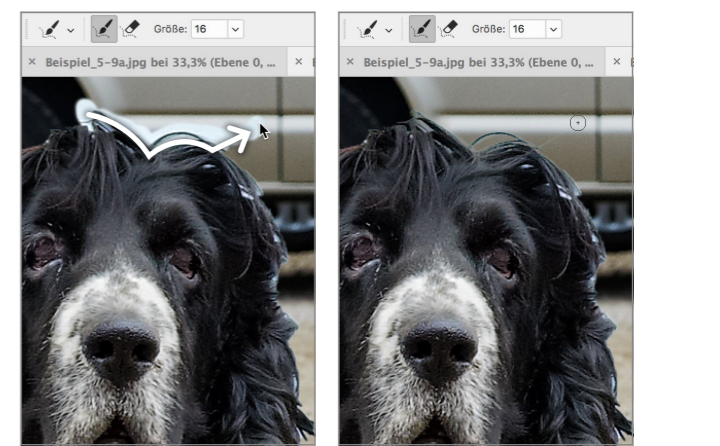 Größe: 16
× Beispiel_5-9a.jpg bei 33,3% (Ebene 0, ... ×
Größe: 16
× Beispiel_5-9a.jpg bei 33,3% (Ebene 0, ... ×